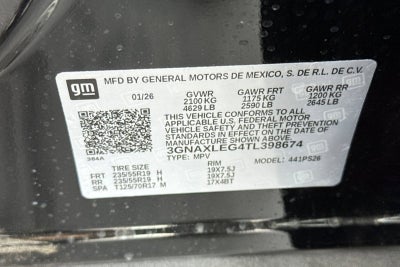 gm
MFD BY GENERAL MOTORS DE MEXICO, S. DE R.L. DE C.V.
01/26 GVWR GAWR FRT GAWR RR
2100 KG 1175 KG 1200 KG
4629 LB 2590 LB 2645 LB
THIS VEHICLE CONFORMS TO ALL
APPLICABLE U.S. FEDERAL MOTOR
VEHICLE SAFETY AND THEFT PREVENTION
STANDARDS IN EFFECT ON THE DATE OF
MANUFACTURE SHOWN ABOVE.
3GNAXLEG4TL398674
TYPE: MPV MODEL: 441PS26
TIRE SIZE RIM
FRT 235/55R19 H 19X7.5J
RR 235/55R19 H 19X7.5J
SPA T125/70R17 M 17X4BT